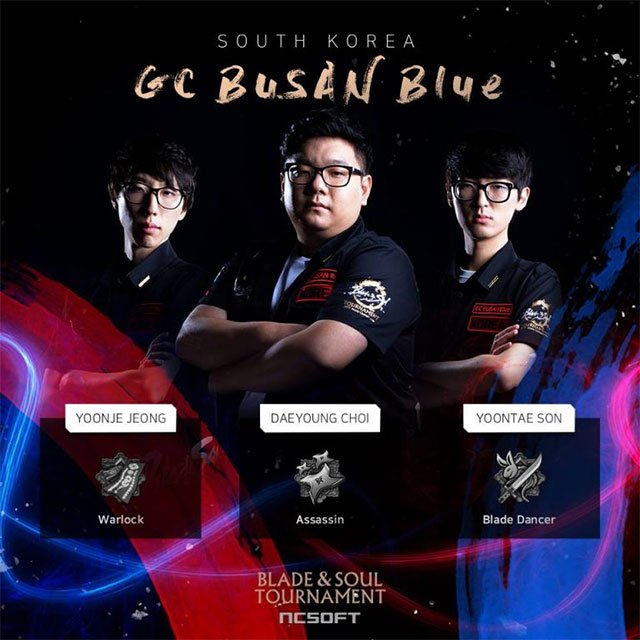 SOUTH KOREA
GC BUSAN Blue
TOURNAMENT
YOONJE JEONG
DAEYOUNG CHOI
YOONTAE SON
Warlock
Assassin
Blade Dancer
BLADE & SOUL
TOURNAMENT
NCSOFT